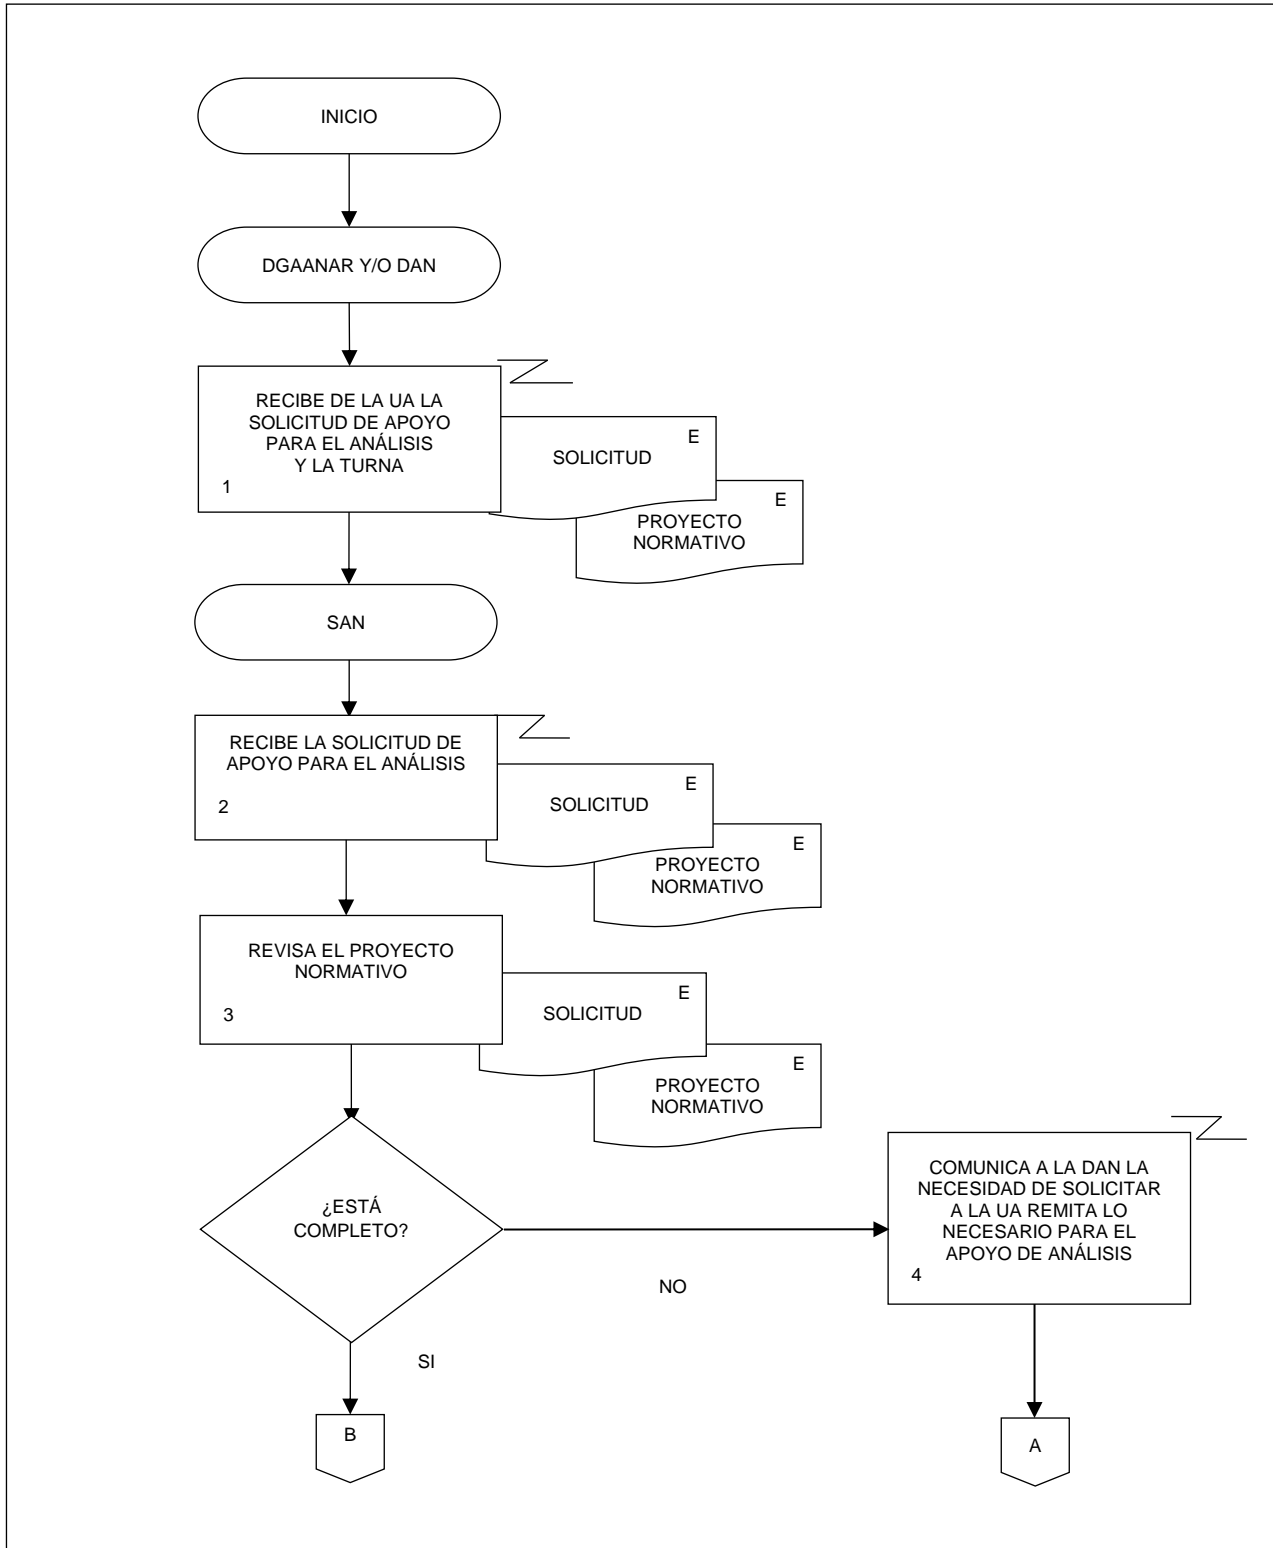 INICIO
DGAANAR Y/O DAN
RECIBE DE LA UA LA
SOLICITUD DE APOYO
PARA EL ANÁLISIS
Y LA TURNA
1
E
SOLICITUD
E
PROYECTO
NORMATIVO
SAN
RECIBE LA SOLICITUD DE
APOYO PARA EL ANÁLISIS
2
E
SOLICITUD
E
PROYECTO
NORMATIVO
REVISA EL PROYECTO
NORMATIVO
3
E
SOLICITUD
E
PROYECTO
NORMATIVO
¿ESTÁ
COMPLETO?
NO
COMUNICA A LA DAN LA
NECESIDAD DE SOLICITAR
A LA UA REMITA LO
NECESARIO PARA EL
APOYO DE ANÁLISIS
4
SI
B
A